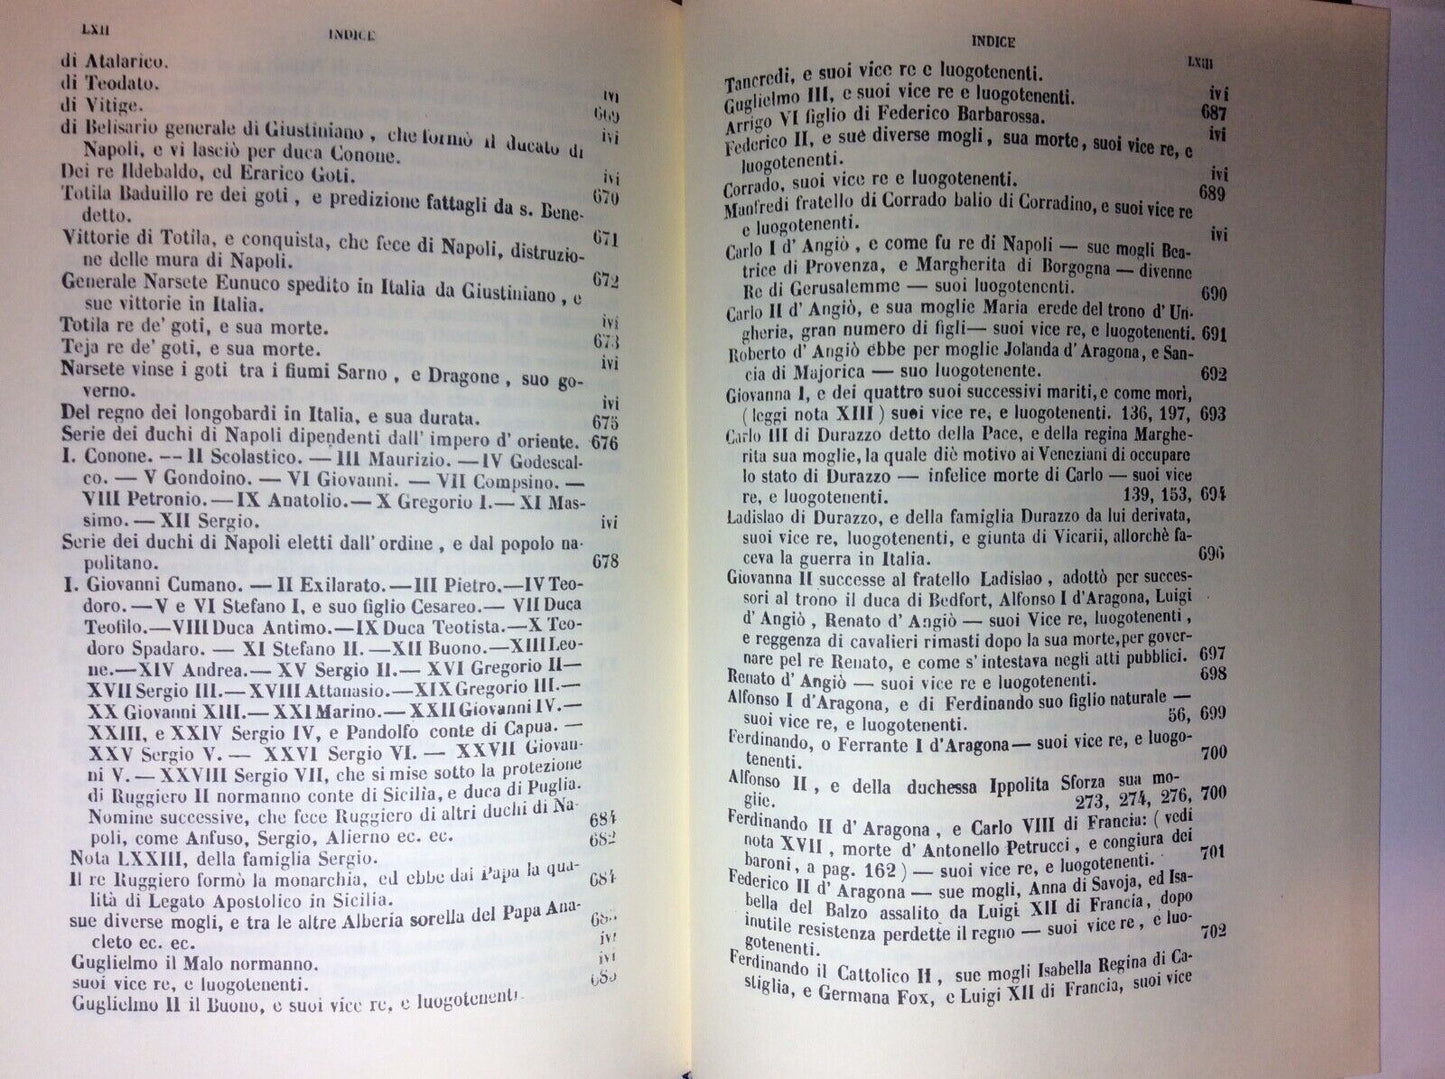 LXII INDICE
di Atalarico.
di Teodato. ivi
di Vitige. 669
di Belisario generale di Giustiniano, che formò il ducato di ivi
Napoli, e vi lasciò per duca Conone.
Dei re Ildebaldo, ed Erarico Goti. ivi
Totila Baduillo re dei goti, e predizione fattagli da s. Bene- 670
detto.
Vittorie di Totila, e conquista, che fece di Napoli, distruzio- 671
ne delle mura di Napoli.
Generale Narsete Eunuco spedito in Italia da Giustiniano, e 672
sue vittorie in Italia.
Totila re de' goti, e sua morte. ivi
Teja re de' goti, e sua morte. 673
Narsete vinse i goti tra i fiumi Sarno, e Dragone, suo go- ivi
verno.
Del regno dei longobardi in Italia, e sua durata. ivi
Serie dei duchi di Napoli dipendenti dall' impero d' oriente. 675
676
I. Conone. -- II Scolastico. — III Maurizio. — IV Godescal-
co. — V Gondoino. — VI Giovanni. — VII Compsino. —
VIII Petronio. — IX Anatolio. — X Gregorio I. — XI Mas-
simo. — XII Sergio. ivi
Serie dei duchi di Napoli eletti dall' ordine, e dal popolo na-
politano. 678
I. Giovanni Cumano. — II Exilarato. — III Pietro. — IV Teo-
doro. — V e VI Stefano I, e suo figlio Cesareo. — VII Duca
Teofilo. — VIII Duca Antimo. — IX Duca Teotista. — X Teo-
doro Spadaro. — XI Stefano II. — XII Buono. — XIII Leo-
ne. — XIV Andrea. — XV Sergio II. — XVI Gregorio II —
XVII Sergio III. — XVIII Attanasio. — XIX Gregorio III. —
XX Giovanni XIII. — XXI Marino. — XXII Giovanni IV. —
XXIII, e XXIV Sergio IV, e Pandolfo conte di Capua. —
XXV Sergio V. — XXVI Sergio VI. — XXVII Giovan-
ni V. — XXVIII Sergio VII, che si mise sotto la protezione
di Ruggiero II normanno conte di Sicilia, e duca di Puglia.
Nomine successive, che fece Ruggiero di altri duchi di Na-
poli, come Anfuso, Sergio, Alierno ec. ec. 681
Nota LXXIII, della famiglia Sergio. 682
Il re Ruggiero formò la monarchia, ed ebbe dai Papa la qua-
lità di Legato Apostolico in Sicilia. 684
sue diverse mogli, e tra le altre Alberia sorella del Papa Ana-
cleto ec. ec.
Guglielmo il Malo normanno. ivi
suoi vice re, e luogotenenti. ivi
Guglielmo II il Buono, e suoi vice re, e luogotenenti.
INDICE LXIII
Tancredi, e suoi vice re e luogotenenti.
Guglielmo III, e suoi vice re e luogotenenti. ivi
Arrigo VI figlio di Federico Barbarossa. 687
Federico II, e sue diverse mogli, sua morte, suoi vice re, e ivi
luogotenenti.
Corrado, suoi vice re e luogotenenti. ivi
Manfredi fratello di Corrado balio di Corradino, e suoi vice re 689
e luogotenenti.
Carlo I d' Angiò, e come fu re di Napoli — sue mogli Bea- ivi
trice di Provenza, e Margherita di Borgogna — divenne
Re di Gerusalemme — suoi vice re, e luogotenenti. 690
Carlo II d' Angiò, e sua moglie Maria erede del trono d' Un-
gheria, gran numero di figli — suoi vice re, e luogotenenti. 691
Roberto d' Angiò ebbe per moglie Jolanda d' Aragona, e San-
cia di Majorica — suo luogotenente. 692
Giovanna I, e dei quattro suoi successivi mariti, e come morì,
(leggi nota XIII) suoi vice re, e luogotenenti. 136, 197, 693
Carlo III di Durazzo detto della Pace, e della regina Marghe-
rita sua moglie, la quale diè motivo ai Veneziani di occupare
lo stato di Durazzo — infelice morte di Carlo — suoi vice
re, e luogotenenti. 139, 153, 694
Ladislao di Durazzo, e della famiglia Durazzo da lui derivata,
suoi vice re, luogotenenti, e giunta di Vicarii, allorchè fa-
ceva la guerra in Italia. 696
Giovanna II successe al fratello Ladislao, adottò per succes-
sori al trono il duca di Bedfort, Alfonso I d'Aragona, Luigi
d' Angiò, Renato d' Angiò — suoi Vice re, luogotenenti,
e reggenza di cavalieri rimasti dopo la sua morte, per gover-
nare pel re Renato, e come s' intestava negli atti pubblici. 697
Renato d' Angiò — suoi vice re e luogotenenti. 698
Alfonso I d'Aragona, e di Ferdinando suo figlio naturale —
suoi vice re, e luogotenenti. 56, 699
Ferdinando, o Ferrante I d'Aragona — suoi vice re, e luogo-
tenenti. 700
Alfonso II, e della duchessa Ippolita Sforza sua mo-
glie. 273, 274, 276, 700
Ferdinando II d' Aragona, e Carlo VIII di Francia: (vedi
nota XVII, morte d' Antonello Petrucci, e congiura dei
baroni, a pag. 162) — suoi vice re, e luogotenenti. 701
Federico II d' Aragona — sue mogli, Anna di Savoja, ed Isa-
bella del Balzo assalito da Luigi XII di Francia, dopo
inutile resistenza perdette il regno — suoi vice re, e luo-
gotenenti. 702
Ferdinando il Cattolico II, sue mogli Isabella Regina di Ca-
stiglia, e Germana Fox, e Luigi XII di Francia, suoi vice